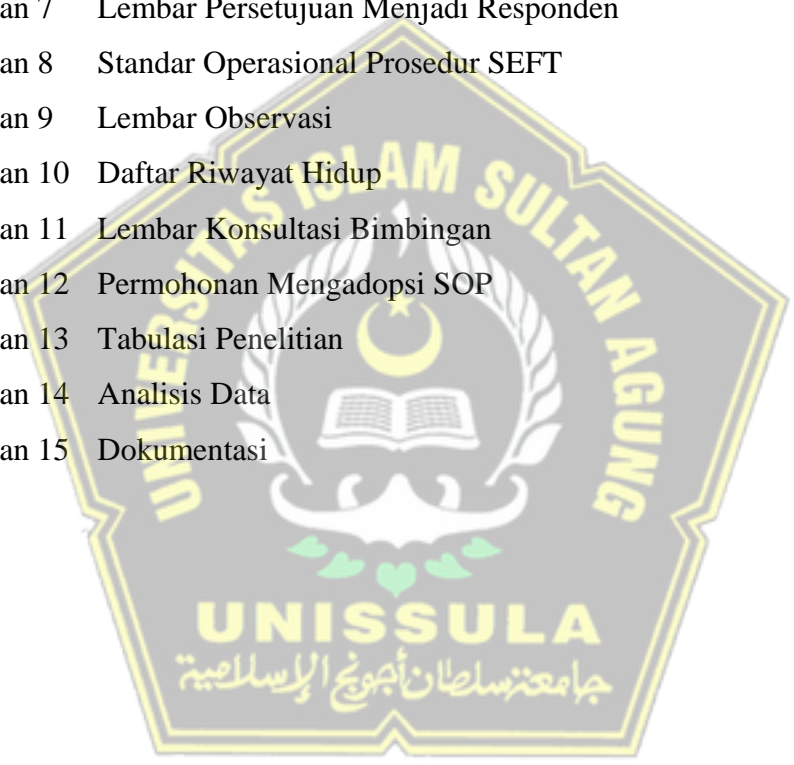 an 7 Lembar Persetujuan Menjadi Responden
an 8 Standar Operasional Prosedur SEFT
an 9 Lembar Observasi
an 10 Daftar Riwayat Hidup
an 11 Lembar Konsultasi Bimbingan
an 12 Permohonan Mengadopsi SOP
an 13 Tabulasi Penelitian
an 14 Analisis Data
an 15 Dokumentasi
UNIVERSITAS ISLAM SULTAN AGUNG
UNISSULA
جامعة سلطان أجونج الإسلامية